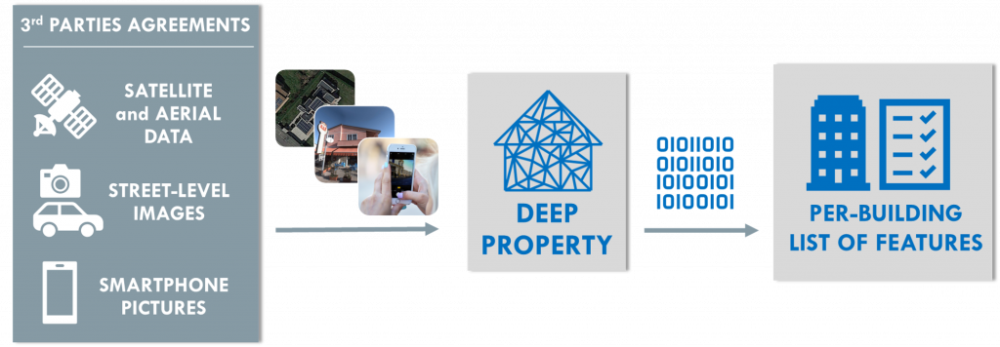 3rd PARTIES AGREEMENTS
SATELLITE
and AERIAL
DATA
STREET-LEVEL
IMAGES
SMARTPHONE
PICTURES
DEEP
PROPERTY
01011010
01011010
10100101
10100101
PER-BUILDING
LIST OF FEATURES